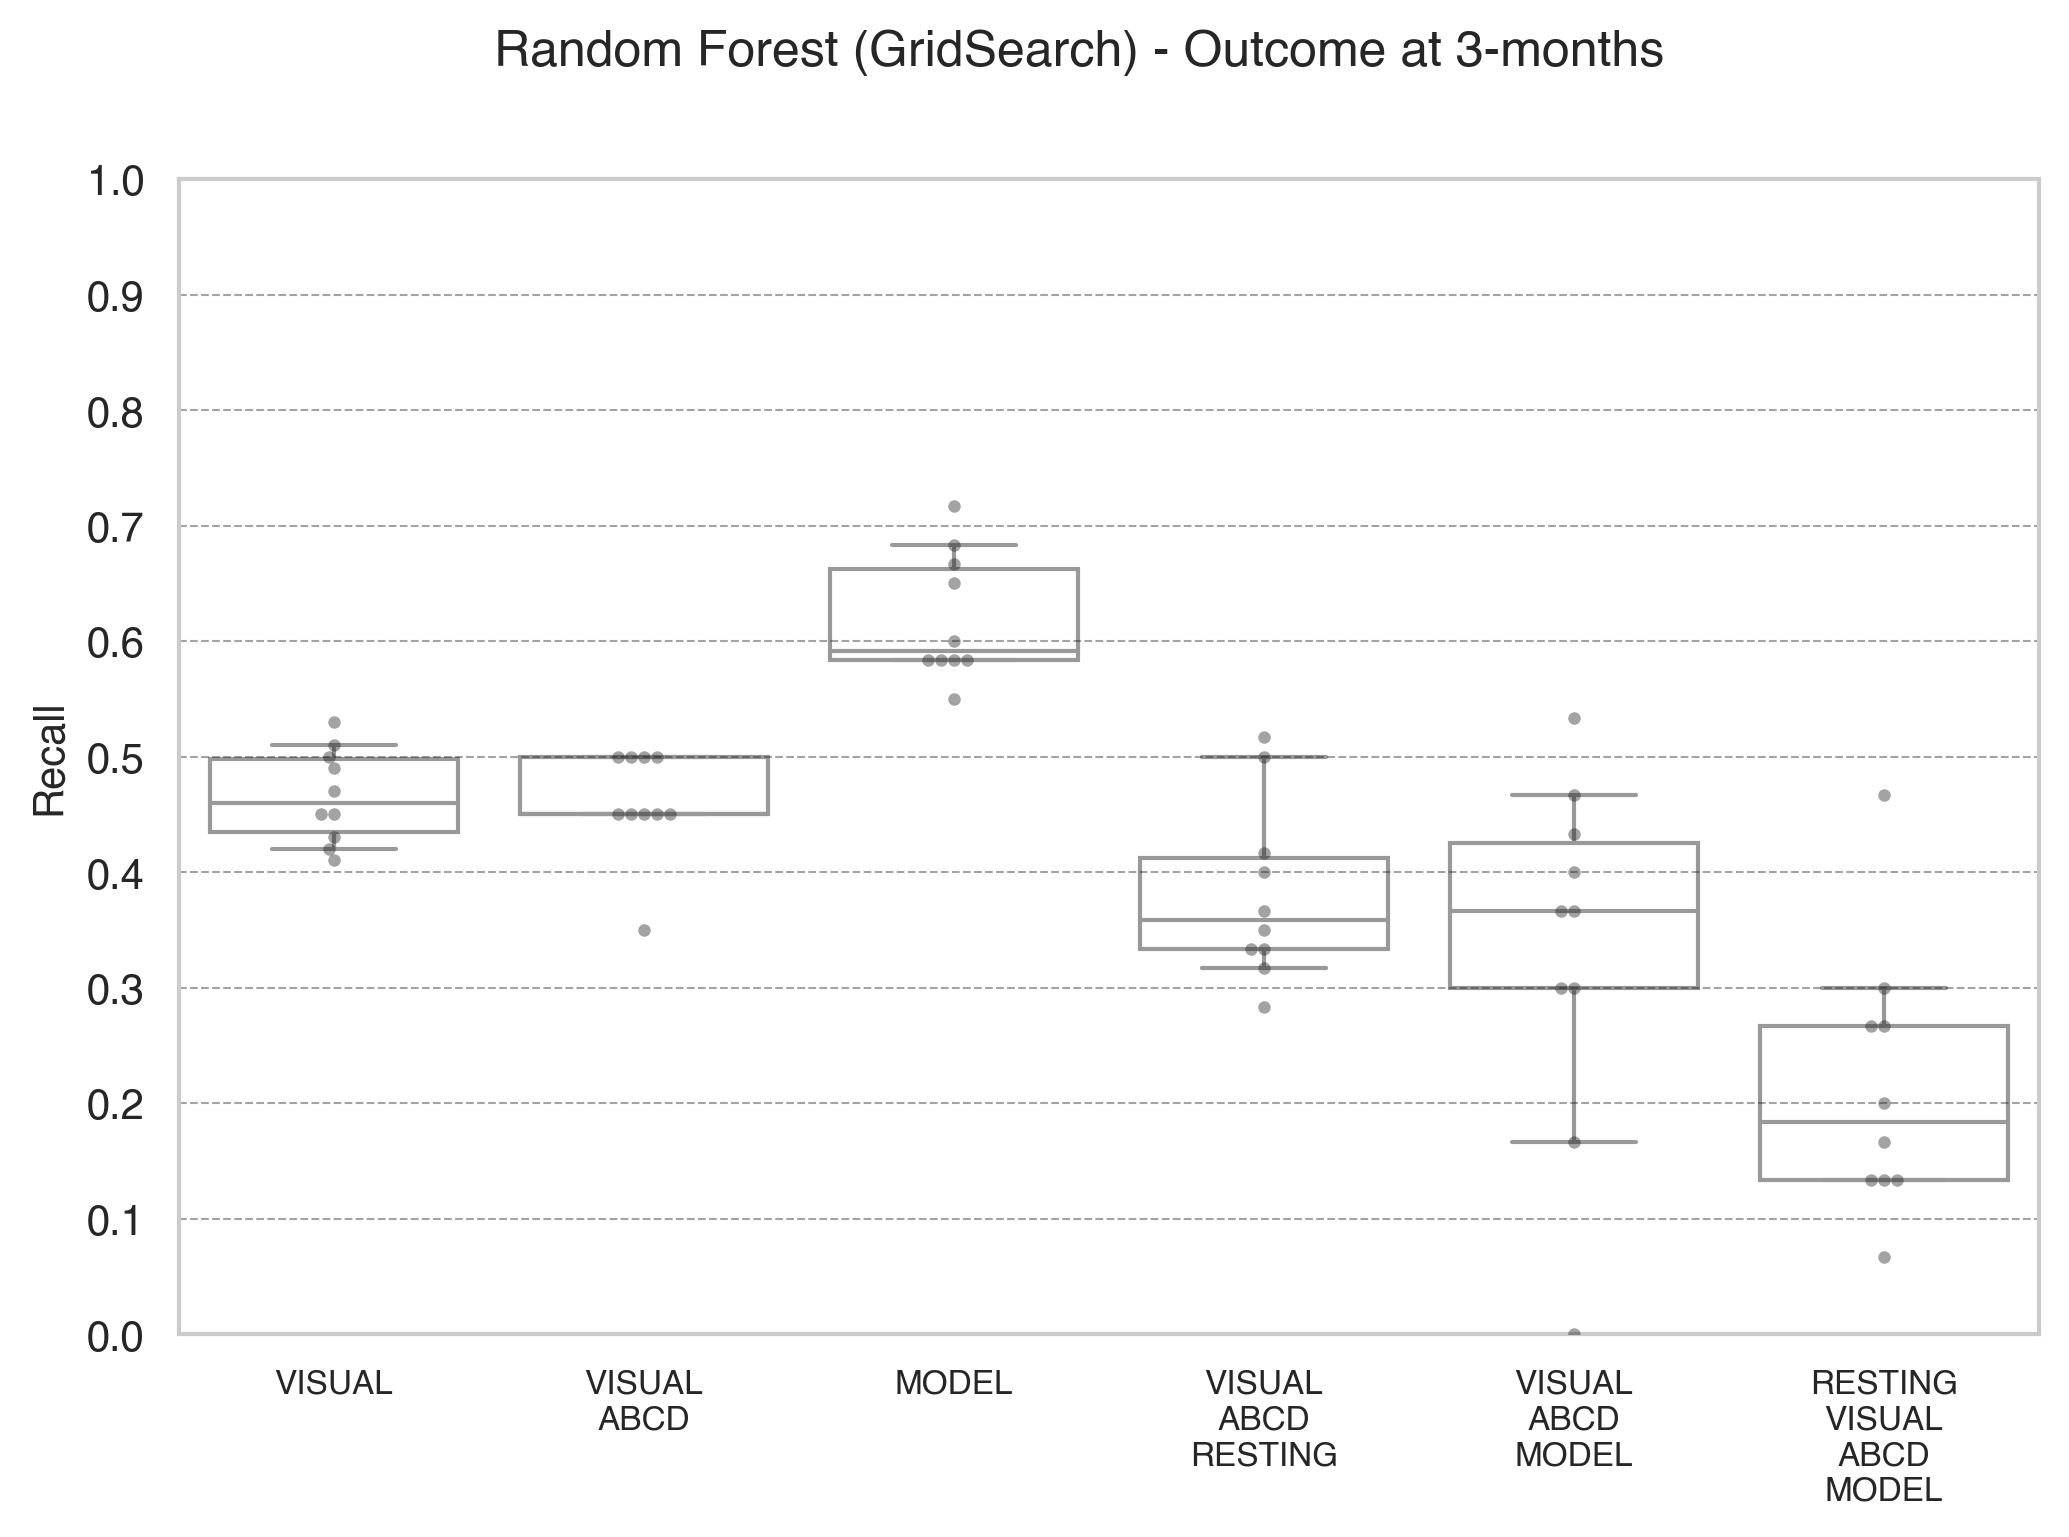 Random Forest (GridSearch) - Outcome at 3-months
1.0
0.9
0.8
0.7
0.6
0.5
0.4
0.3
0.2
0.1
0.0
Recall
VISUAL
VISUAL
ABCD
MODEL
VISUAL
ABCD
RESTING
VISUAL
ABCD
MODEL
RESTING
VISUAL
ABCD
MODEL